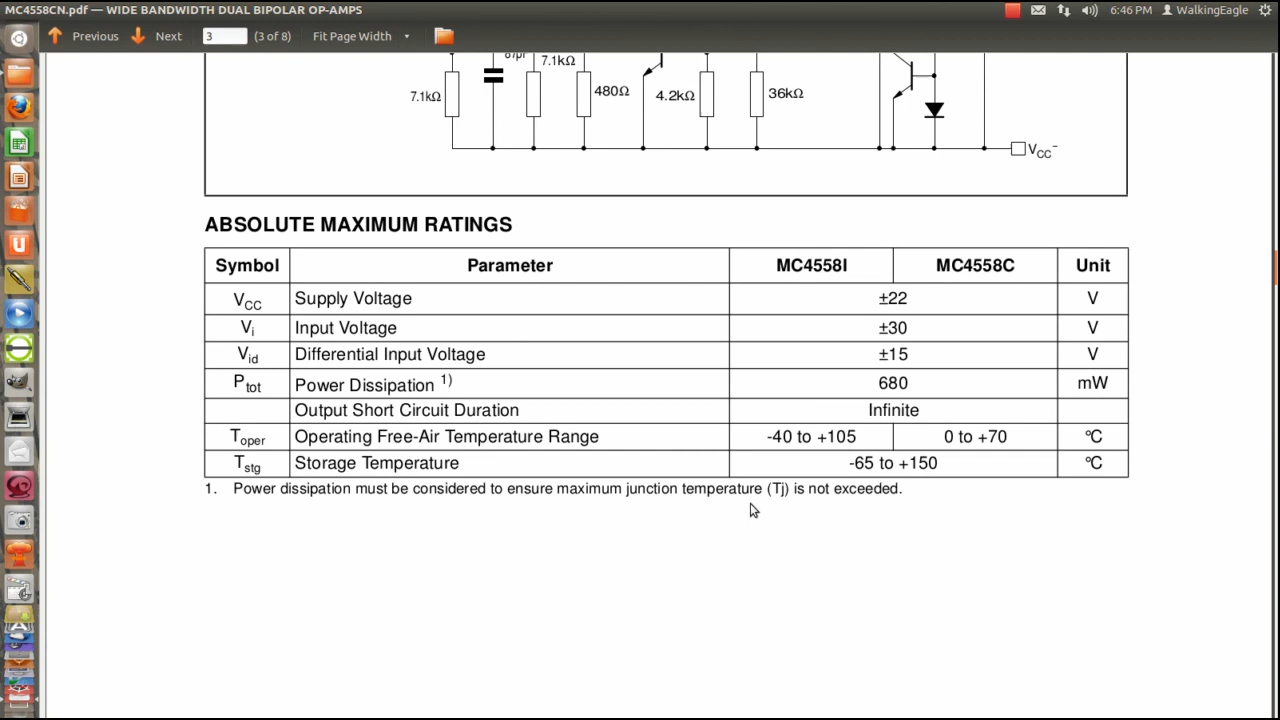 MC4558CN.pdf — WIDE BANDWIDTH DUAL BIPOLAR OP-AMPS
6:46 PM WalkingEagle
Previous Next 3 (3 of 8) Fit Page Width
7.1kΩ
7.1kΩ 480Ω 4.2kΩ 36kΩ
VCC–
ABSOLUTE MAXIMUM RATINGS
Symbol Parameter MC4558I MC4558C Unit
VCC Supply Voltage ±22 V
Vi Input Voltage ±30 V
Vid Differential Input Voltage ±15 V
Ptot Power Dissipation 1) 680 mW
Output Short Circuit Duration Infinite
Toper Operating Free-Air Temperature Range -40 to +105 0 to +70 °C
Tstg Storage Temperature -65 to +150 °C
1. Power dissipation must be considered to ensure maximum junction temperature (Tj) is not exceeded.